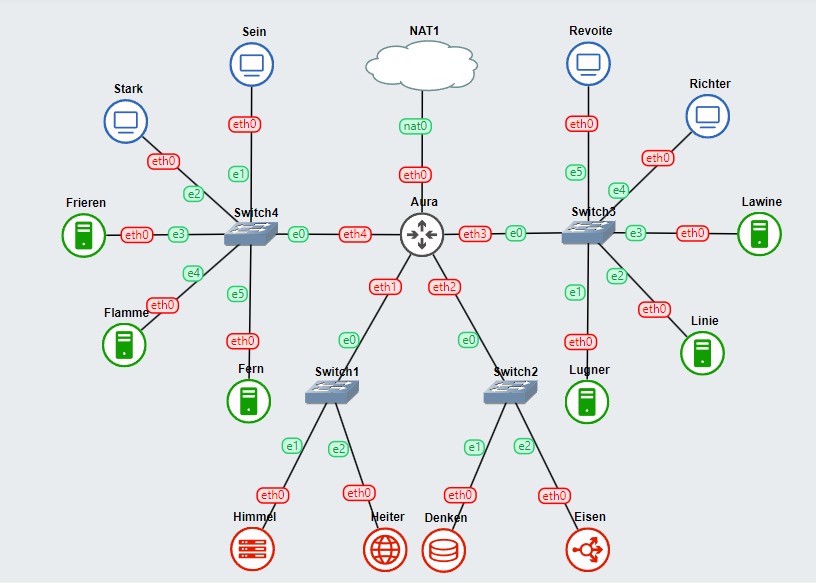 Sein
NAT1
Revoite
Stark
Richter
eth0
nat0
eth0
eth0
eth0
e1
eth0
e5
e2
e4
Frieren
Switch4
Aura
Switch3
Lawine
eth0
e3
e0
eth4
eth3
e0
e3
eth0
e4
e2
e5
eth1
eth2
e1
Flamme
eth0
eth0
Linie
eth0
e0
e0
eth0
Fern
Switch1
Switch2
Lugner
e1
e2
e1
e2
eth0
eth0
eth0
eth0
Himmel
Heiter
Denken
Eisen